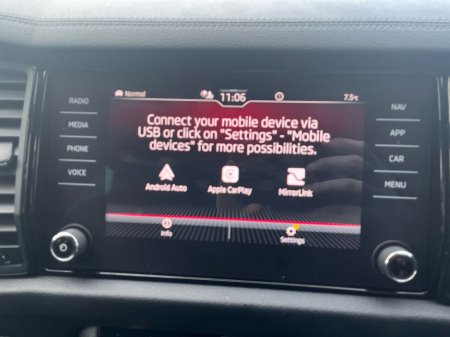 Normal
11:06
7.5°C
RADIO
MEDIA
PHONE
VOICE
NAV
APP
CAR
MENU
Connect your mobile device via
USB or click on "Settings" - "Mobile
devices" for more possibilities.
Android Auto
Apple CarPlay
MirrorLink
Info
Settings